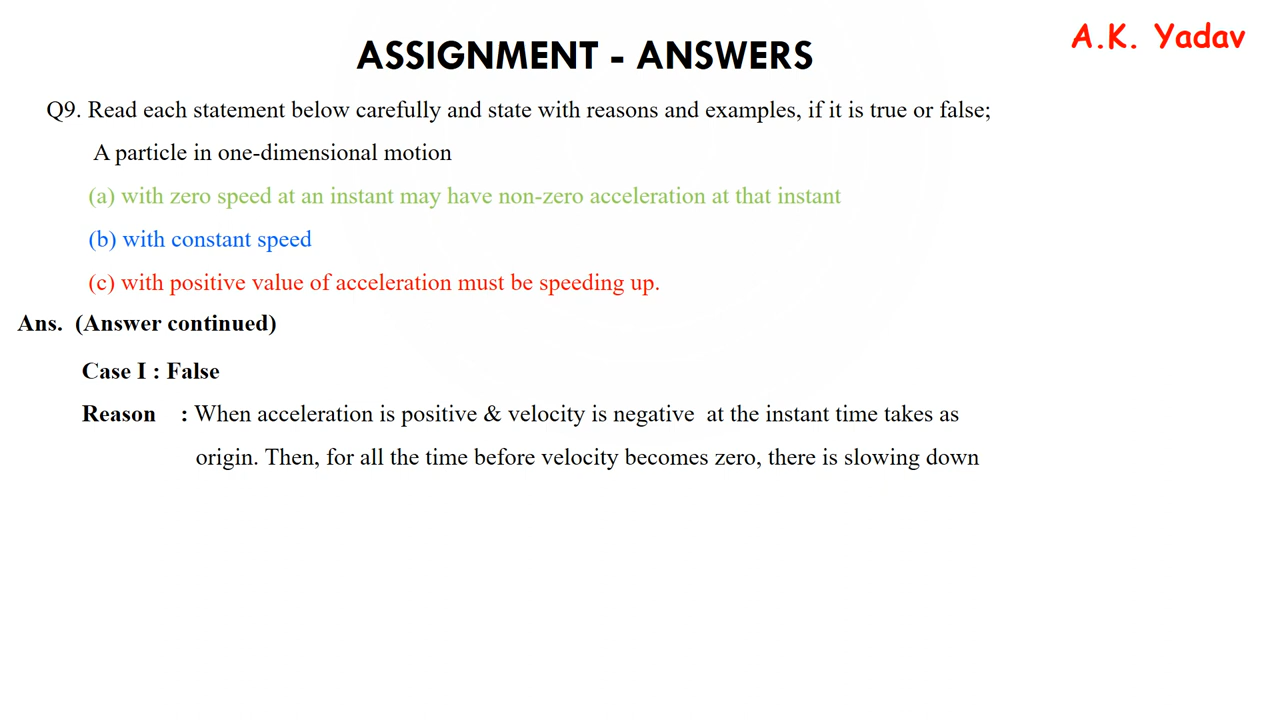 A.K. Yadav
ASSIGNMENT - ANSWERS
Q9. Read each statement below carefully and state with reasons and examples, if it is true or false;
A particle in one-dimensional motion
(a) with zero speed at an instant may have non-zero acceleration at that instant
(b) with constant speed
(c) with positive value of acceleration must be speeding up.
Ans. (Answer continued)
Case I : False
Reason : When acceleration is positive & velocity is negative at the instant time takes as
origin. Then, for all the time before velocity becomes zero, there is slowing down